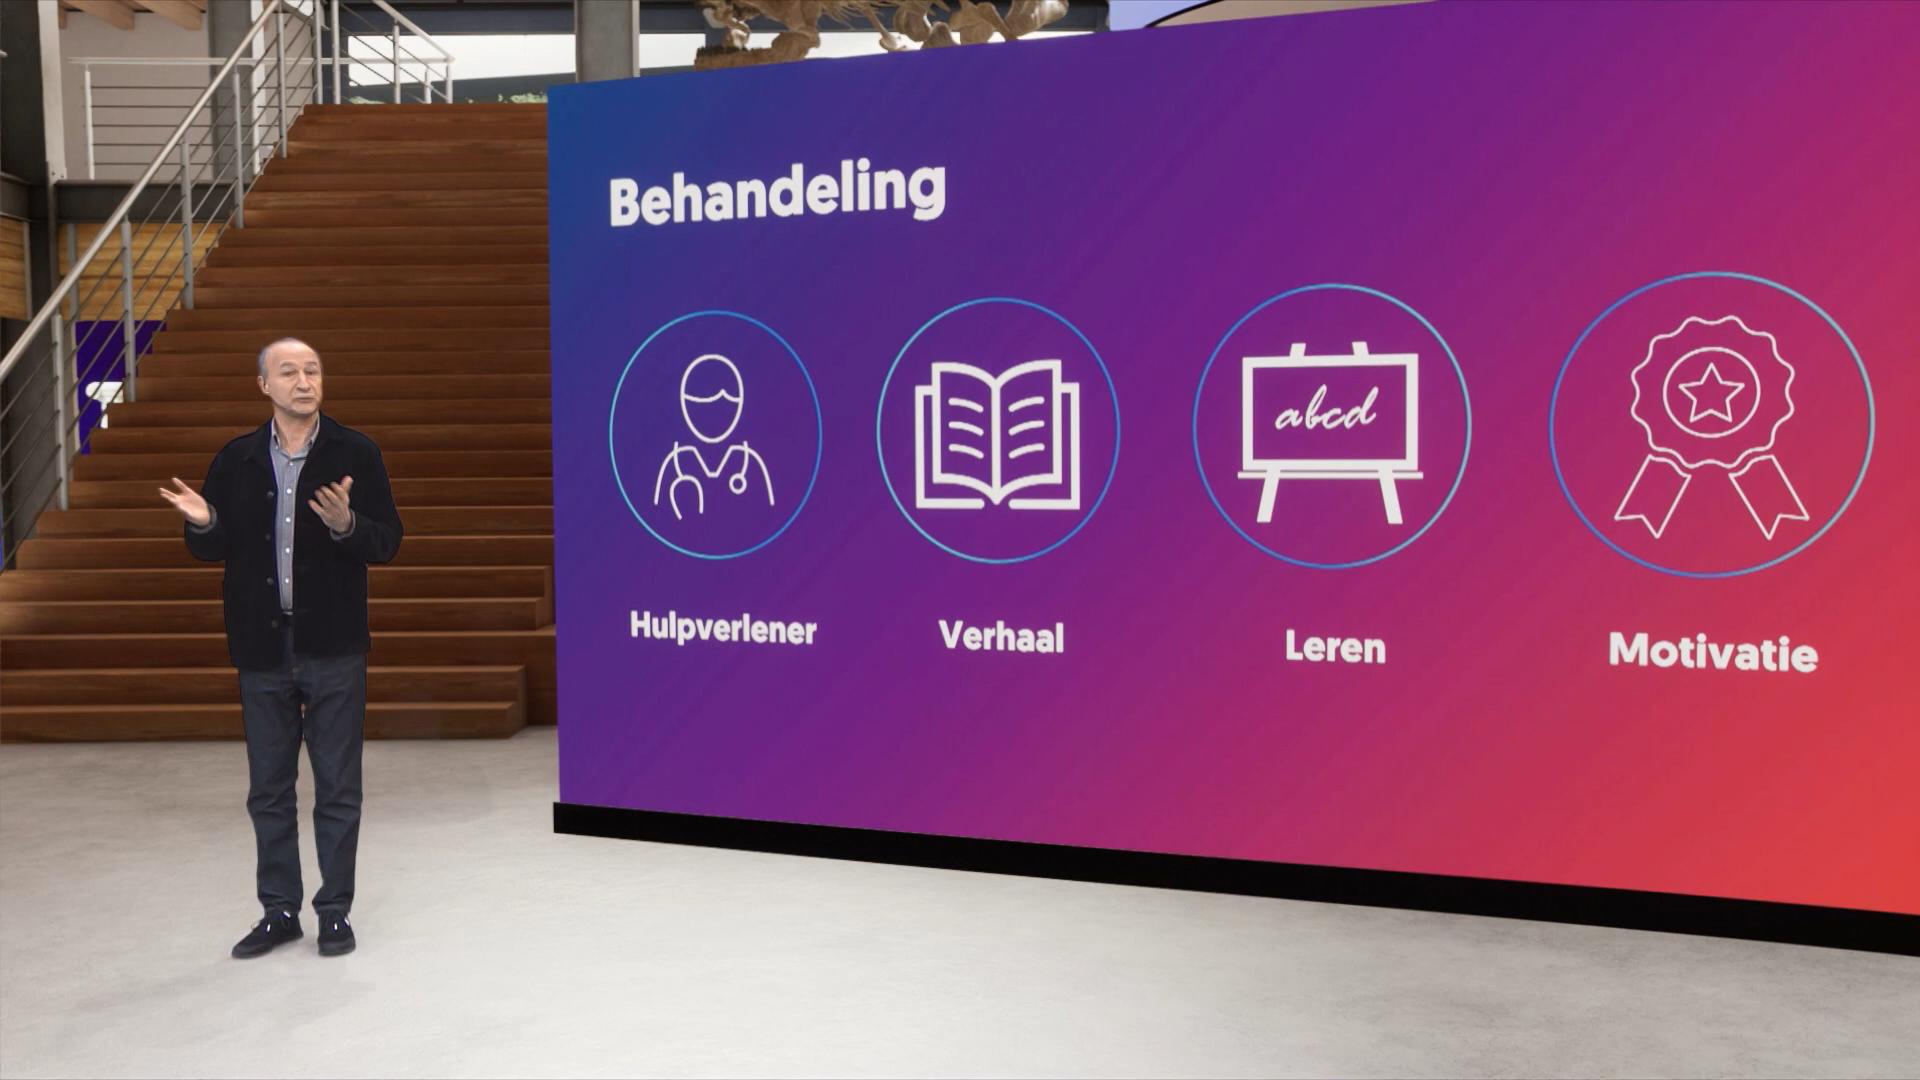 Behandeling
abcd
Hulpverlener
Verhaal
Leren
Motivatie